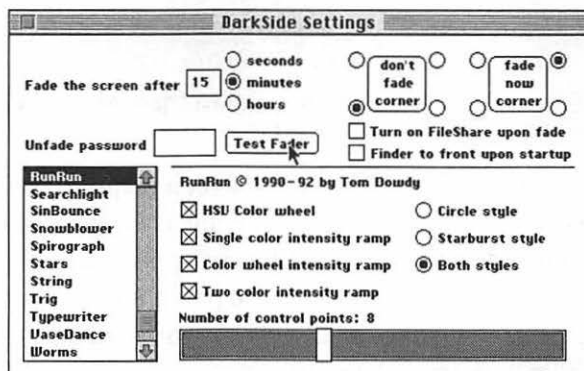 DarkSide Settings
Fade the screen after 15
seconds
minutes
hours
don't
fade
corner
fade
now
corner
Unfade password
Test Fader
Turn on FileShare upon fade
Finder to front upon startup
RunRun
Searchlight
SinBounce
Snowblower
Spirograph
Stars
String
Trig
Typewriter
VaseDance
Worms
RunRun © 1990-92 by Tom Dowdy
HSV Color wheel
Single color intensity ramp
Color wheel intensity ramp
Two color intensity ramp
Circle style
Starburst style
Both styles
Number of control points: 8